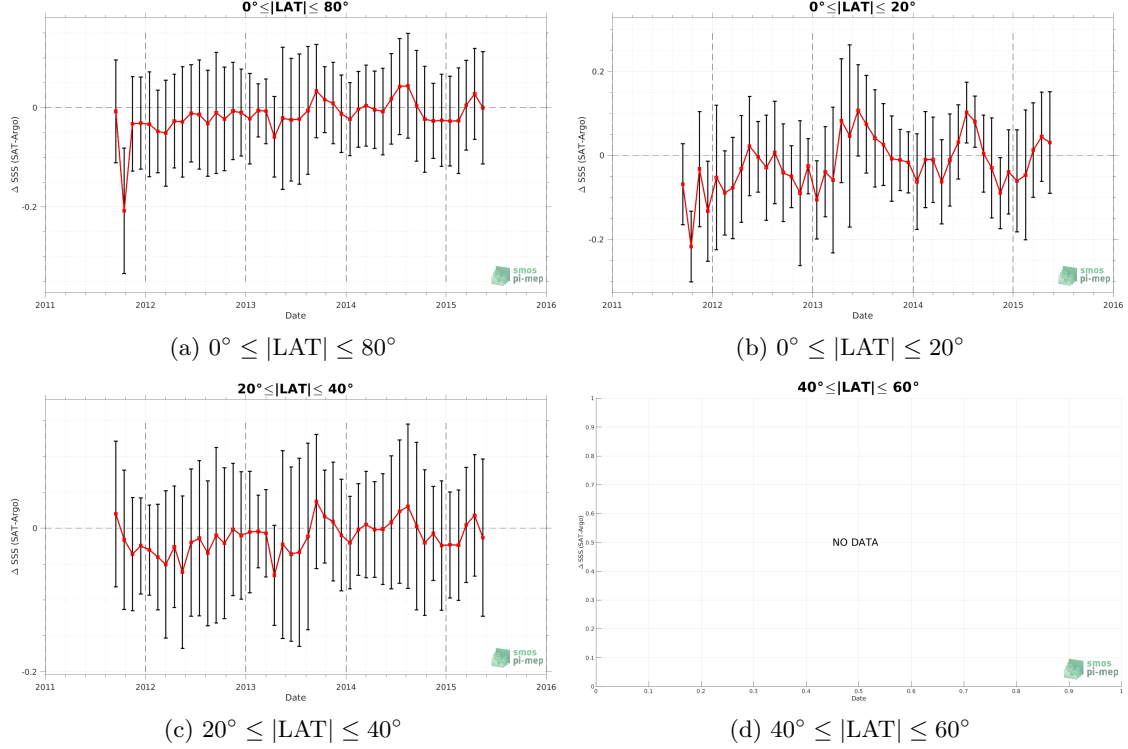 0°≤|LAT|≤ 80°
0
-0.2
Δ SSS (SAT-Argo)
2011 2012 2013 2014 2015 2016
Date
smos
pi-mep
(a) 0° ≤ |LAT| ≤ 80°
0°≤|LAT|≤ 20°
0.2
0
-0.2
Δ SSS (SAT-Argo)
2011 2012 2013 2014 2015 2016
Date
smos
pi-mep
(b) 0° ≤ |LAT| ≤ 20°
20°≤|LAT|≤ 40°
0
-0.2
Δ SSS (SAT-Argo)
2011 2012 2013 2014 2015 2016
Date
smos
pi-mep
(c) 20° ≤ |LAT| ≤ 40°
40°≤|LAT|≤ 60°
1
0.9
0.8
0.7
0.6
0.5
0.4
0.3
0.2
0.1
0
Δ SSS (SAT-Argo)
NO DATA
0 0.1 0.2 0.3 0.4 0.5 0.6 0.7 0.8 0.9 1
Date
smos
pi-mep
(d) 40° ≤ |LAT| ≤ 60°